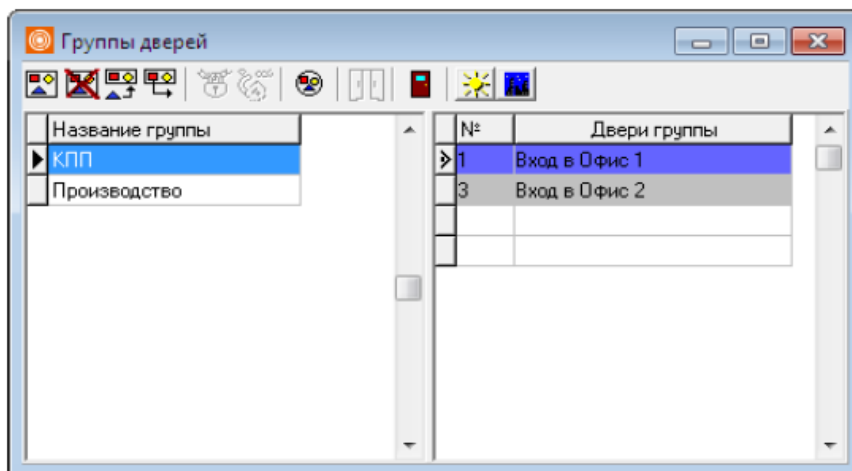 Группы дверей
Название группы
КПП
Производство
№ Двери группы
1 Вход в Офис 1
3 Вход в Офис 2